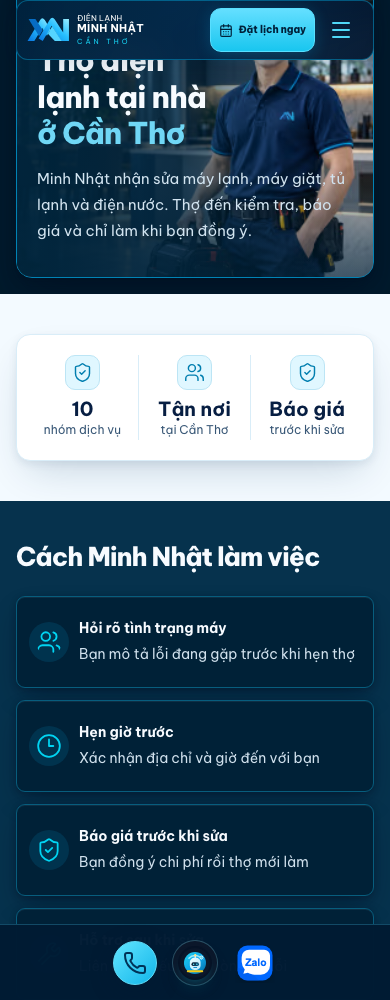 ĐIỆN LẠNH
MINH NHẬT
CẦN THƠ
Đặt lịch ngay
Thợ điện
lạnh tại nhà
ở Cần Thơ
Minh Nhật nhận sửa máy lạnh, máy giặt, tủ
lạnh và điện nước. Thợ đến kiểm tra, báo
giá và chỉ làm khi bạn đồng ý.
10
nhóm dịch vụ
Tận nơi
tại Cần Thơ
Báo giá
trước khi sửa
Cách Minh Nhật làm việc
Hỏi rõ tình trạng máy
Bạn mô tả lỗi đang gặp trước khi hẹn thợ
Hẹn giờ trước
Xác nhận địa chỉ và giờ đến với bạn
Báo giá trước khi sửa
Bạn đồng ý chi phí rồi thợ mới làm
Zalo